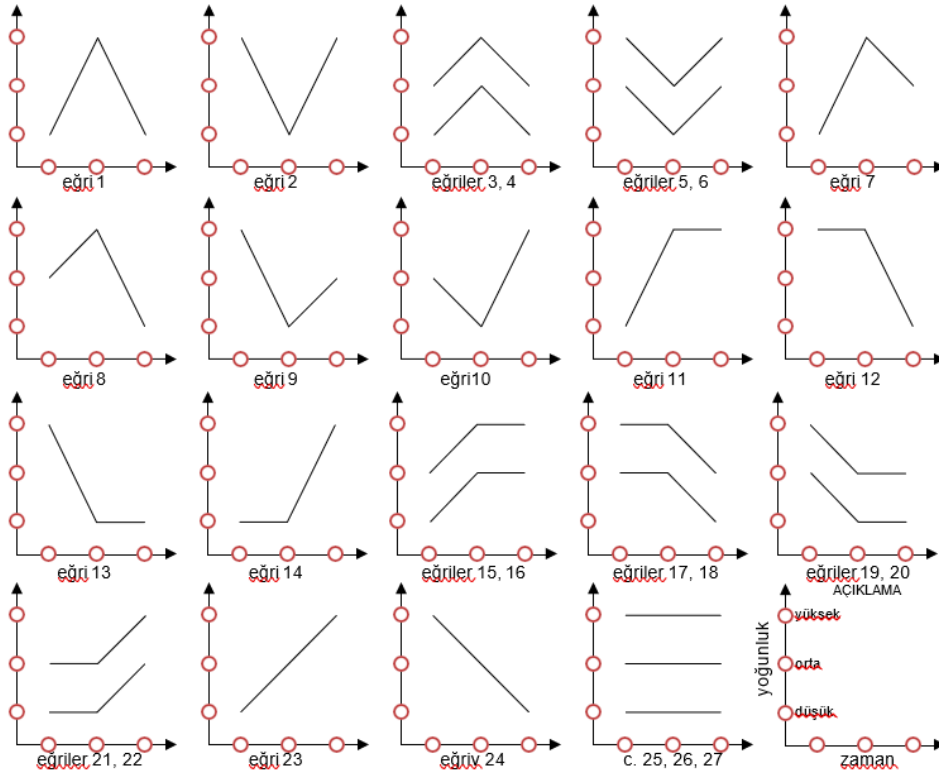 eğri 1
eğri 2
eğriler 3, 4
eğriler 5, 6
eğri 7
eğri 8
eğri 9
eğri10
eğri 11
eğri 12
eğri 13
eğri 14
eğriler 15, 16
eğriler 17, 18
eğriler 19, 20
AÇIKLAMA
yüksek
orta
düşük
yoğunluk
zaman
eğriler 21, 22
eğri 23
eğriv 24
c. 25, 26, 27